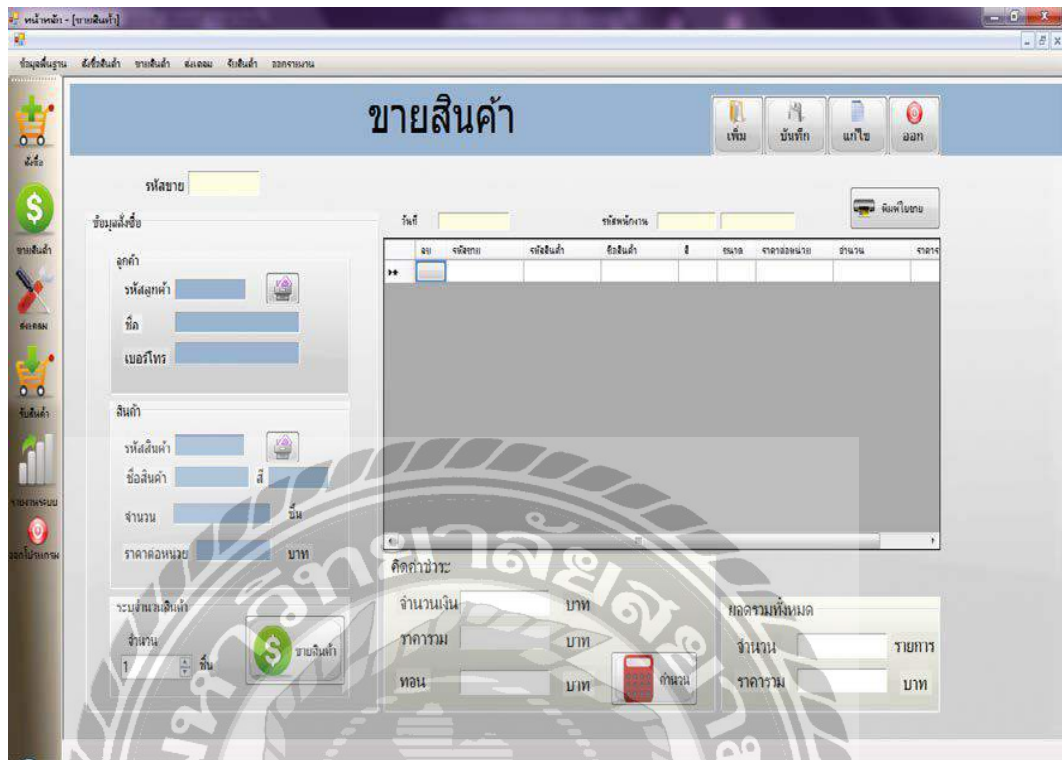 หน้าหลัก - [ขายสินค้า]
ข้อมูลพื้นฐาน สั่งซื้อสินค้า ขายสินค้า ส่งเคลม รับสินค้า ออกรายงาน
ขายสินค้า
เพิ่ม บันทึก แก้ไข ออก
สั่งซื้อ
ขายสินค้า
ส่งเคลม
รับสินค้า
รายงานระบบ
ออกโปรแกรม
รหัสขาย
พิมพ์ใบขาย
ข้อมูลสั่งซื้อ
วันที่ รหัสพนักงาน
ลบ รหัสขาย รหัสสินค้า ชื่อสินค้า สี ขนาด ราคาต่อหน่วย จำนวน ราคาร
ลูกค้า
รหัสลูกค้า
ชื่อ
เบอร์โทร
สินค้า
รหัสสินค้า
ชื่อสินค้า สี
จำนวน ชิ้น
ราคาต่อหน่วย บาท
ระบุจำนวนสินค้า
จำนวน
1 ชิ้น
ขายสินค้า
คิดค่าชำระ
จำนวนเงิน บาท
ราคารวม บาท
ทอน บาท
คำนวน
ยอดรวมทั้งหมด
จำนวน รายการ
ราคารวม บาท